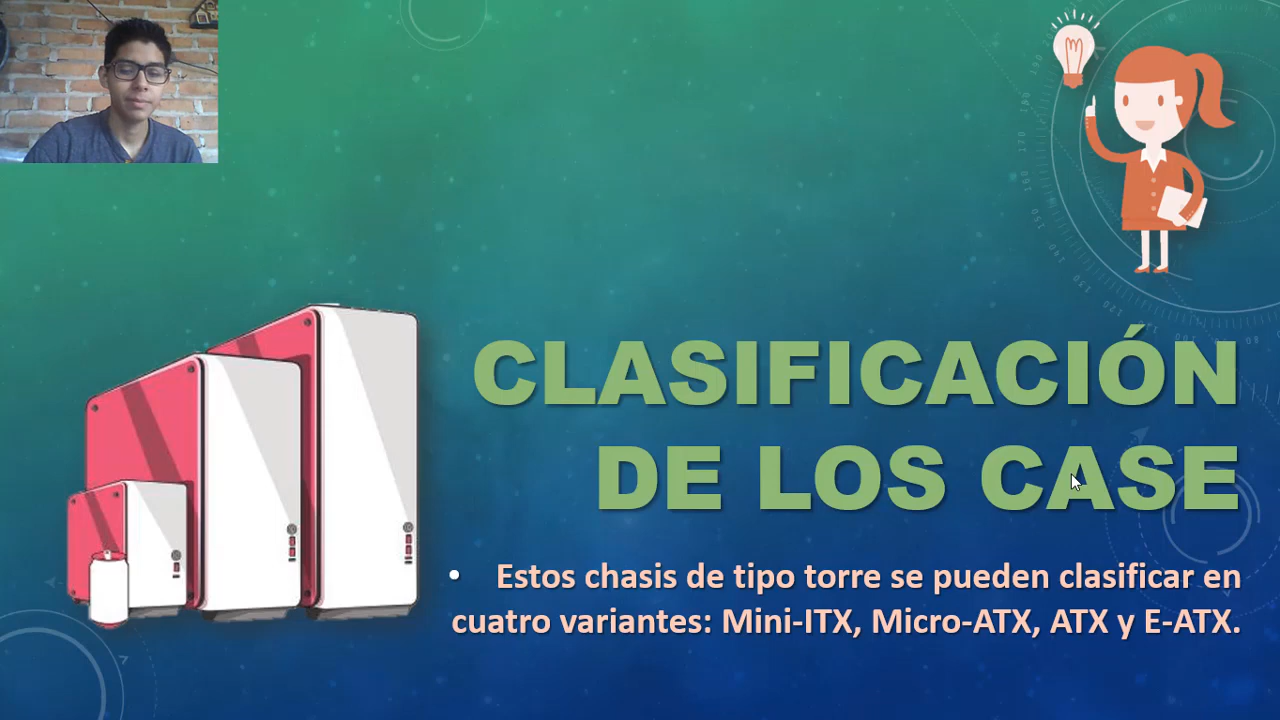 CLASIFICACIÓN
DE LOS CASE
• Estos chasis de tipo torre se pueden clasificar en
cuatro variantes: Mini-ITX, Micro-ATX, ATX y E-ATX.